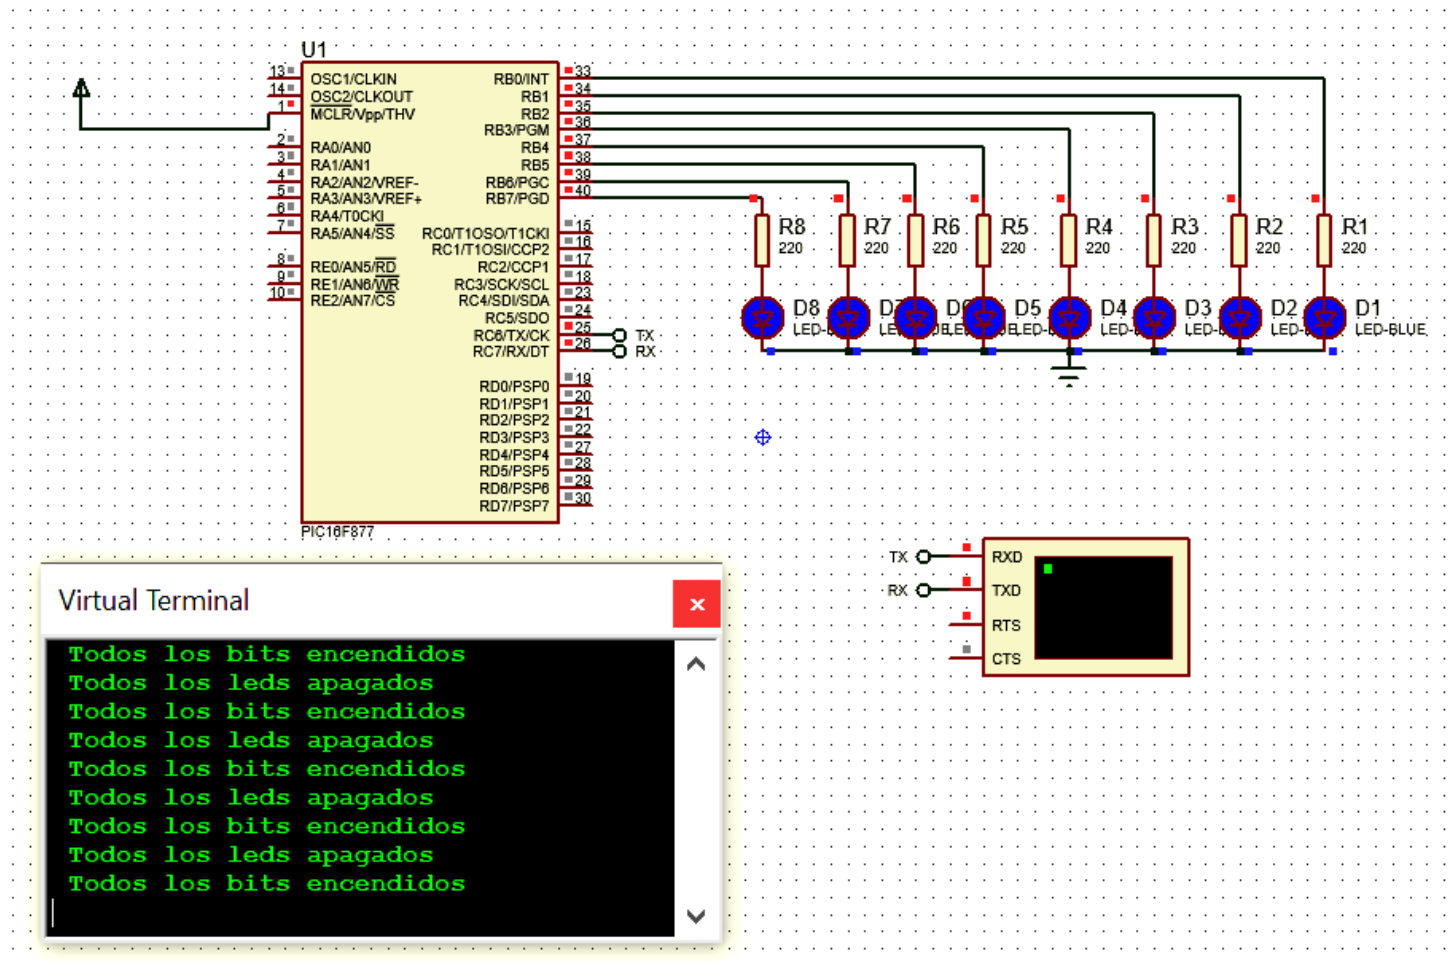 U1
13 OSC1/CLKIN
14 OSC2/CLKOUT
1 MCLR/Vpp/THV
2 RA0/AN0
3 RA1/AN1
4 RA2/AN2/VREF-
5 RA3/AN3/VREF+
6 RA4/T0CKI
7 RA5/AN4/SS
8 RE0/AN5/RD
9 RE1/AN6/WR
10 RE2/AN7/CS
RB0/INT 33
RB1 34
RB2 35
RB3/PGM 36
RB4 37
RB5 38
RB6/PGC 39
RB7/PGD 40
RC0/T1OSO/T1CKI 15
RC1/T1OSI/CCP2 16
RC2/CCP1 17
RC3/SCK/SCL 18
RC4/SDI/SDA 23
RC5/SDO 24
RC6/TX/CK 25 TX
RC7/RX/DT 26 RX
RD0/PSP0 19
RD1/PSP1 20
RD2/PSP2 21
RD3/PSP3 22
RD4/PSP4 27
RD5/PSP5 28
RD6/PSP6 29
RD7/PSP7 30
PIC16F877
R8 R7 R6 R5 R4 R3 R2 R1
220 220 220 220 220 220 220 220
D8 D5 D4 D3 D2 D1
LED-BLUE
TX RXD
RX TXD
RTS
CTS
Virtual Terminal
Todos los bits encendidos
Todos los leds apagados
Todos los bits encendidos
Todos los leds apagados
Todos los bits encendidos
Todos los leds apagados
Todos los bits encendidos
Todos los leds apagados
Todos los bits encendidos